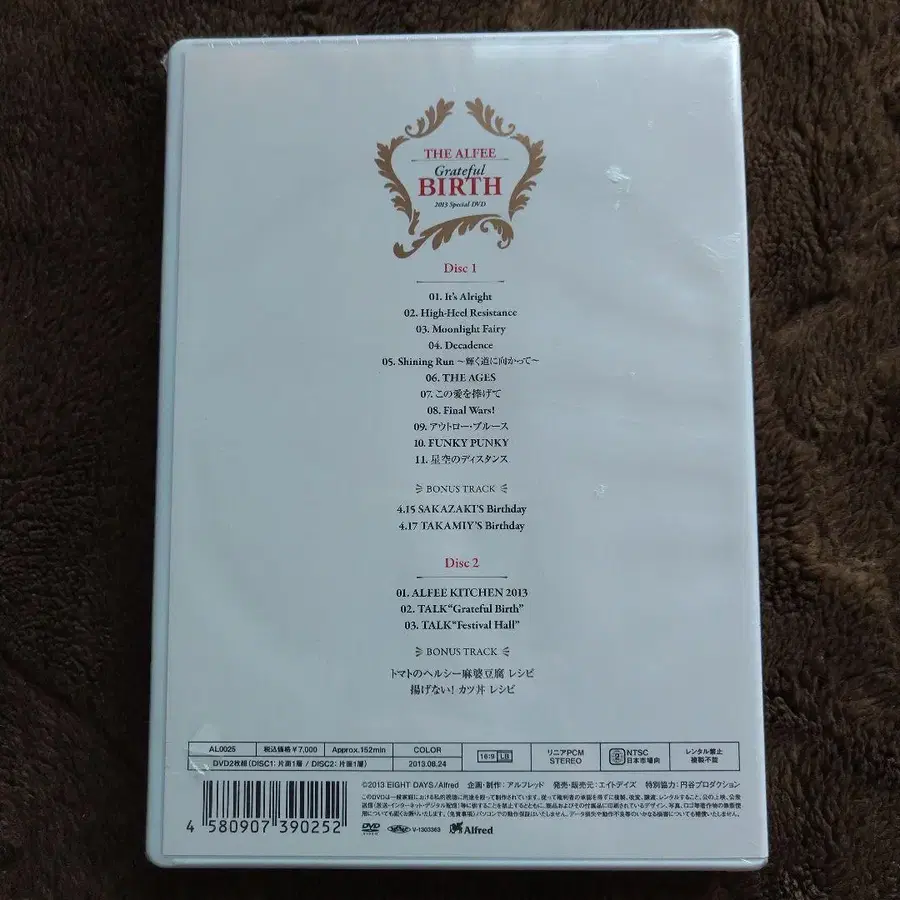 THE ALFEE
Grateful
BIRTH
2013 Special DVD
Disc 1
01. It's Alright
02. High-Heel Resistance
03. Moonlight Fairy
04. Decadence
05. Shining Run ～輝く道に向かって～
06. THE AGES
07. この愛を捧げて
08. Final Wars!
09. アウトロー・ブルース
10. FUNKY PUNKY
11. 星空のディスタンス
BONUS TRACK
4.15 SAKAZAKI'S Birthday
4.17 TAKAMIY'S Birthday
Disc 2
01. ALFEE KITCHEN 2013
02. TALK“Grateful Birth”
03. TALK“Festival Hall”
BONUS TRACK
トマトのヘルシー麻婆豆腐 レシピ
揚げない! カツ丼 レシピ
AL0025 税込価格￥7,000 Approx.152min COLOR 16:9 LB リニアPCM STEREO 2 NTSC 日本市場向 レンタル禁止 複製不能
DVD2枚組 (DISC1: 片面1層 / DISC2: 片面1層) 2013.08.24
©2013 EIGHT DAYS/Alfred 企画・制作：アルフレッド 発売・販売元：エイトデイズ 特別協力：円谷プロダクション
4 580907 390252
DVD V-1303363 Alfred